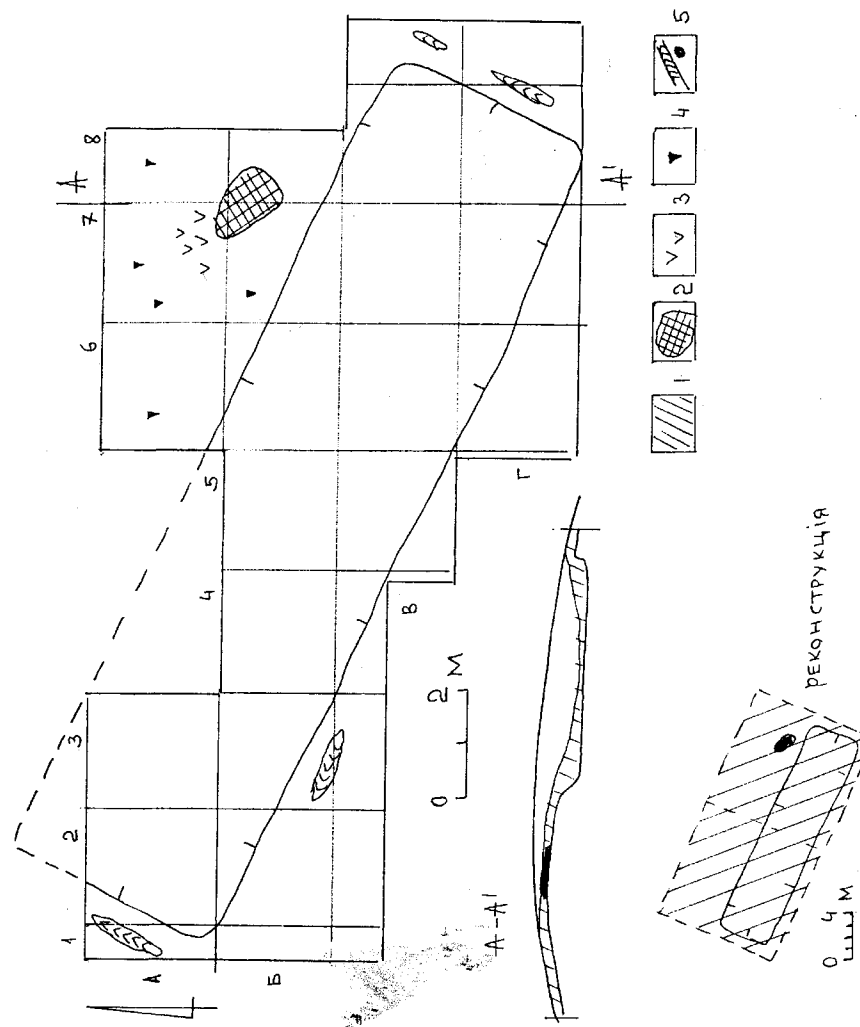 1 2 3 4 5 6 7 8
А
Б
В
Г
А
А'
0 2 М
А-А'
1 2 3 4 5
0 4 М
РЕКОНСТРУКЦІЯ